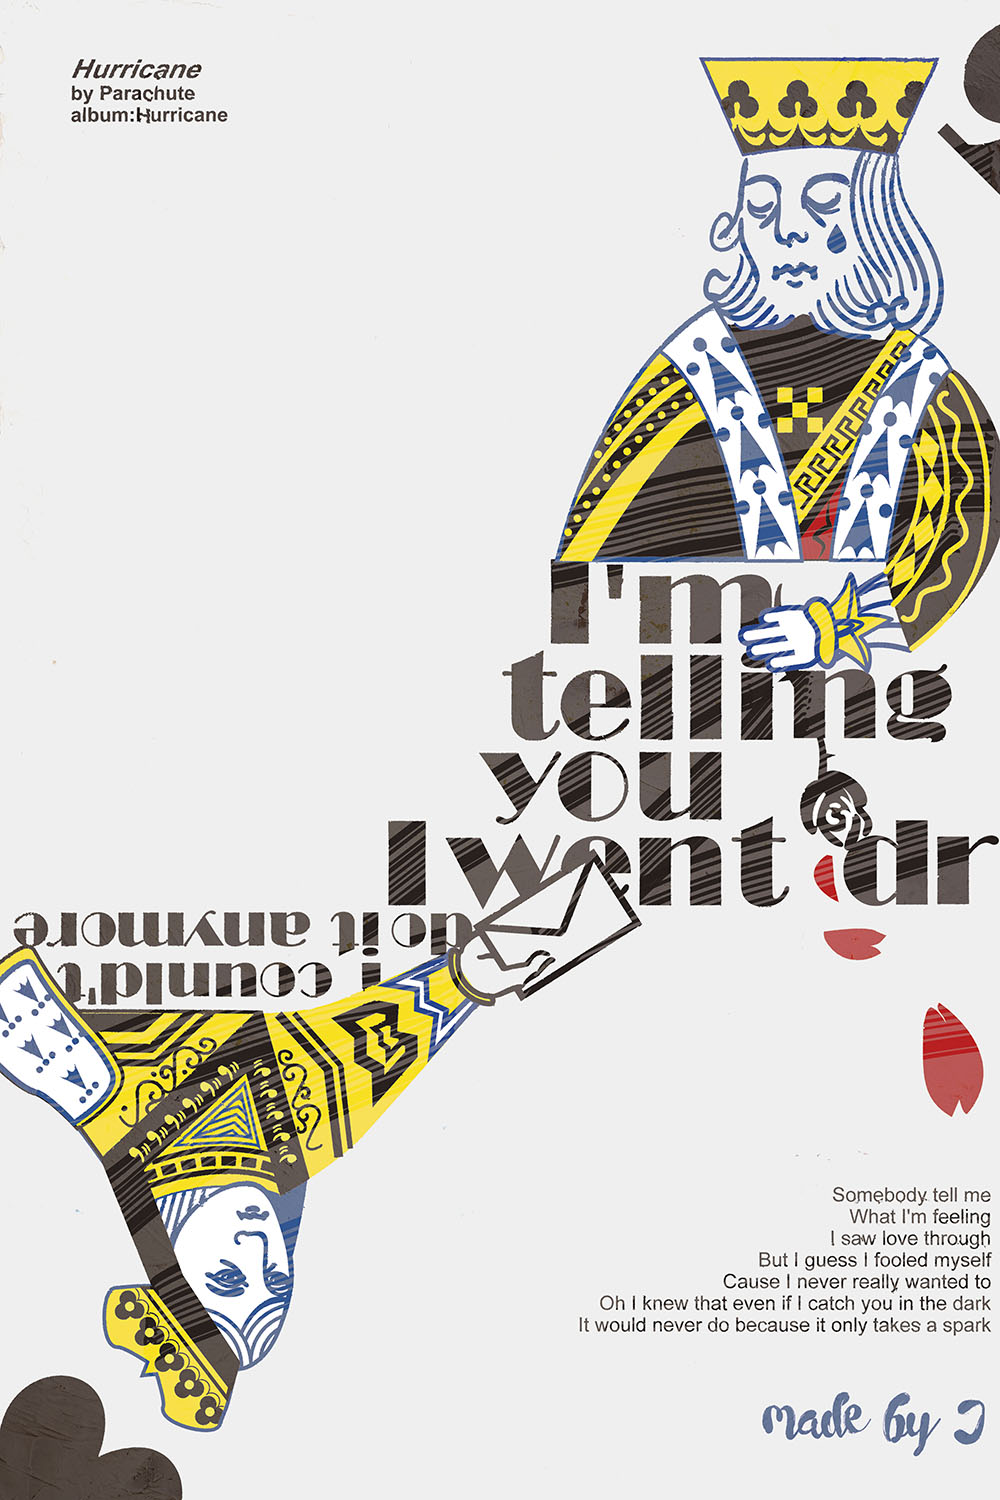 Hurricane
by Parachute
album:Hurricane
I'm
telling
you
I went dr
i couldn't
do it anymore
Somebody tell me
What I'm feeling
I saw love through
But I guess I fooled myself
Cause I never really wanted to
Oh I knew that even if I catch you in the dark
It would never do because it only takes a spark
made by J